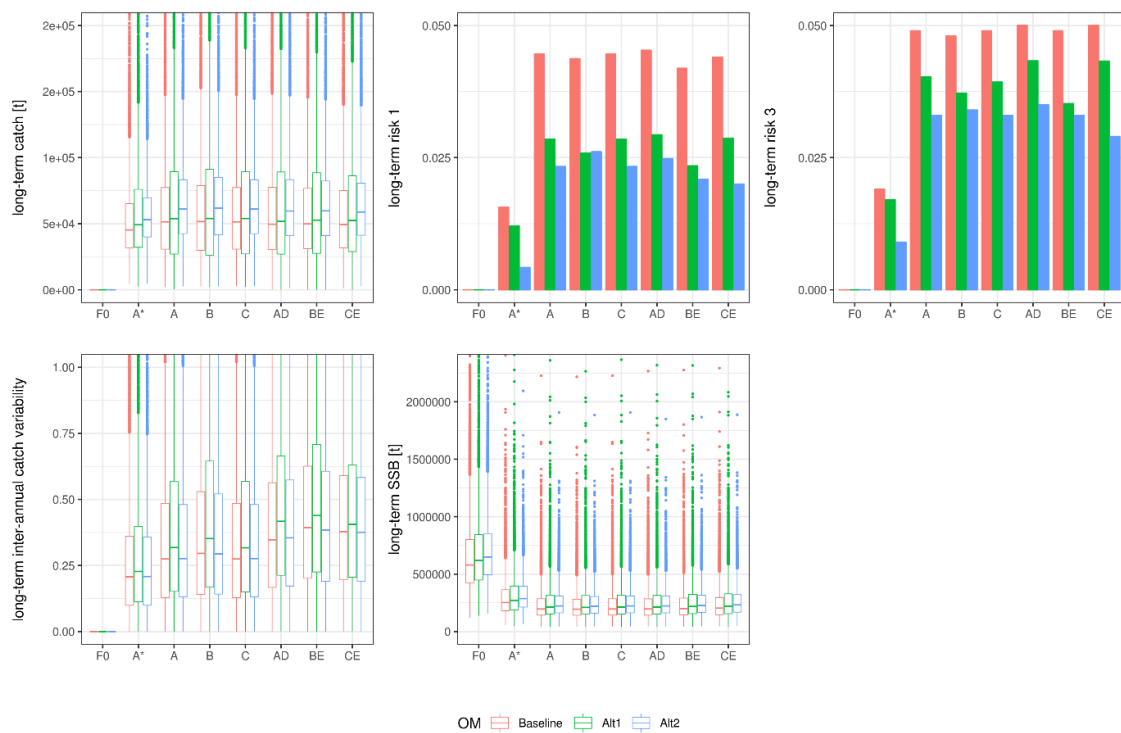 long-term catch [t]
2e+05
2e+05
1e+05
5e+04
0e+00
F0 A* A B C AD BE CE
long-term risk 1
0.050
0.025
0.000
F0 A* A B C AD BE CE
long-term risk 3
0.050
0.025
0.000
F0 A* A B C AD BE CE
long-term inter-annual catch variability
1.00
0.75
0.50
0.25
0.00
F0 A* A B C AD BE CE
long-term SSB [t]
2000000
1500000
1000000
500000
0
F0 A* A B C AD BE CE
OM Baseline Alt1 Alt2